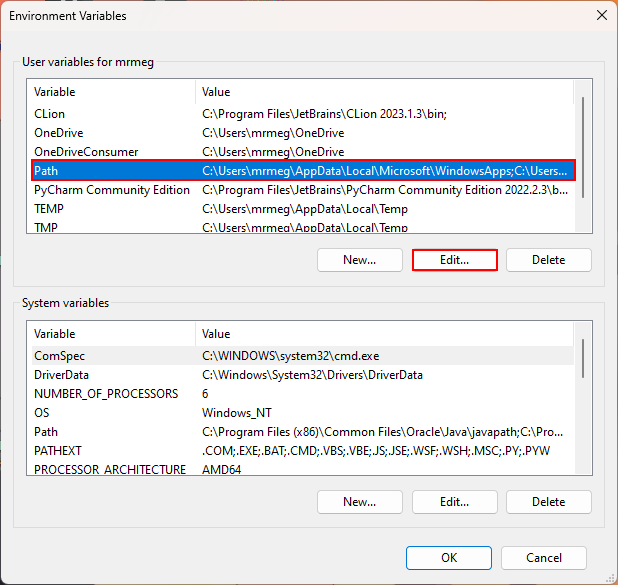 Environment Variables
User variables for mrmeg
Variable Value
CLion C:\Program Files\JetBrains\CLion 2023.1.3\bin;
OneDrive C:\Users\mrmeg\OneDrive
OneDriveConsumer C:\Users\mrmeg\OneDrive
Path C:\Users\mrmeg\AppData\Local\Microsoft\WindowsApps;C:\Users...
PyCharm Community Edition C:\Program Files\JetBrains\PyCharm Community Edition 2022.2.3\b...
TEMP C:\Users\mrmeg\AppData\Local\Temp
TMP C:\Users\mrmeg\AppData\Local\Temp
New... Edit... Delete
System variables
Variable Value
ComSpec C:\WINDOWS\system32\cmd.exe
DriverData C:\Windows\System32\Drivers\DriverData
NUMBER_OF_PROCESSORS 6
OS Windows_NT
Path C:\Program Files (x86)\Common Files\Oracle\Java\javapath;C:\Pro...
PATHEXT .COM;.EXE;.BAT;.CMD;.VBS;.VBE;.JS;.JSE;.WSF;.WSH;.MSC;.PY;.PYW
PROCESSOR_ARCHITECTURE AMD64
New... Edit... Delete
OK Cancel